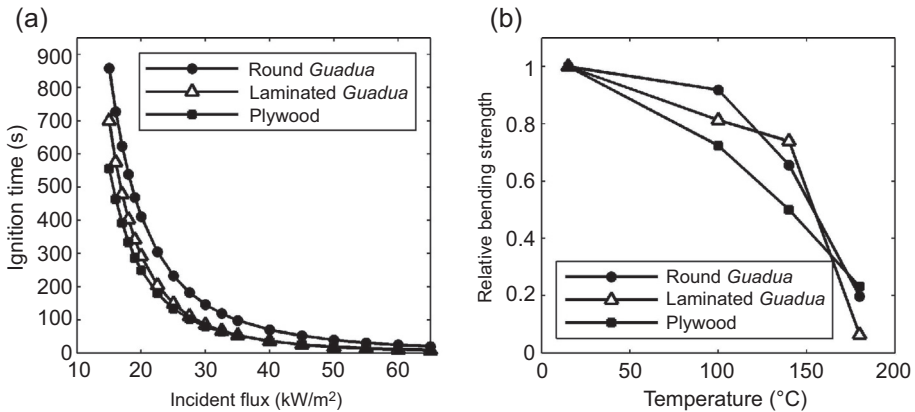 (a)
Ignition time (s)
900
800
700
600
500
400
300
200
100
0
10
20
30
40
50
60
Incident flux (kW/m²)
Round Guadua
Laminated Guadua
Plywood
(b)
Relative bending strength
1
0.8
0.6
0.4
0.2
0
0
50
100
150
200
Temperature (°C)
Round Guadua
Laminated Guadua
Plywood